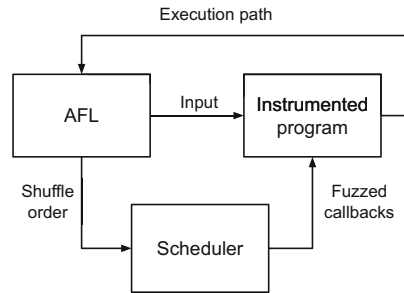 Execution path
AFL
Input
Instrumented
program
Shuffle
order
Fuzzed
callbacks
Scheduler